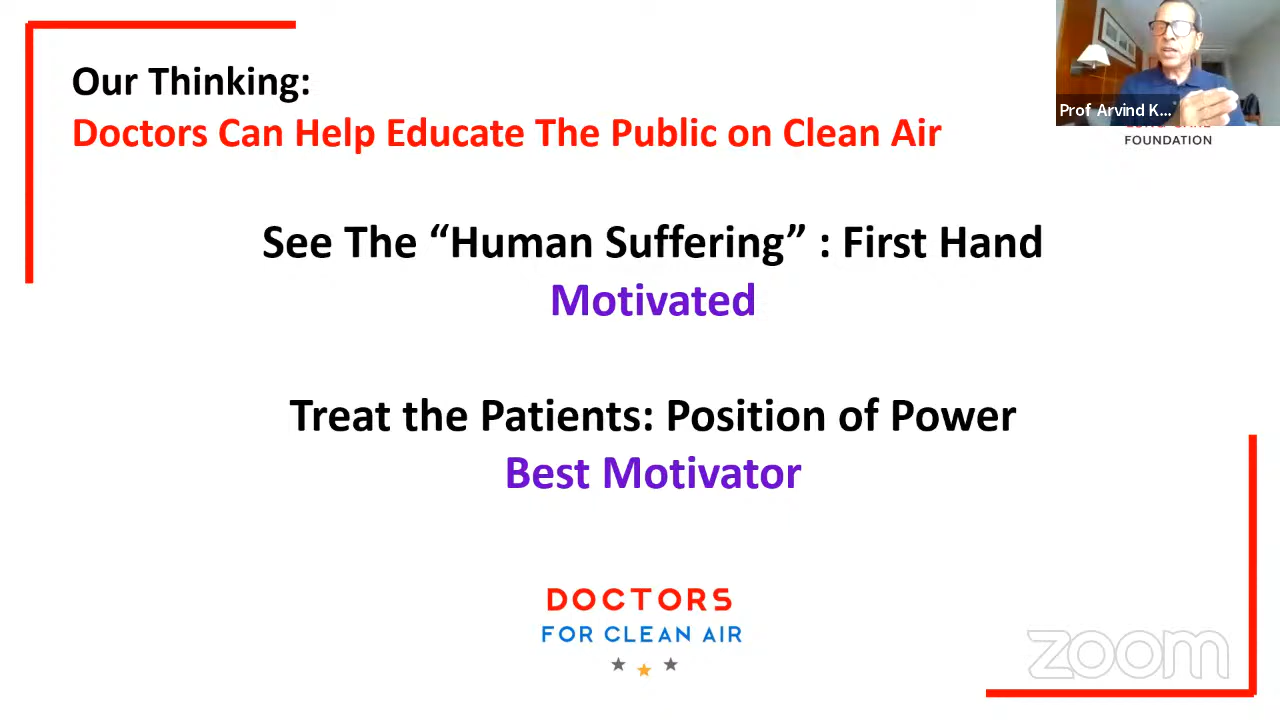 Our Thinking:
Doctors Can Help Educate The Public on Clean Air
Prof Arvind K...
FOUNDATION
See The “Human Suffering” : First Hand
Motivated
Treat the Patients: Position of Power
Best Motivator
DOCTORS
FOR CLEAN AIR
zoom